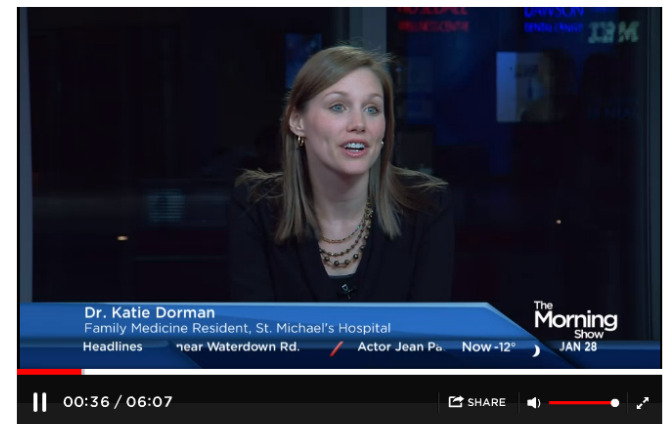 IBM
Dr. Katie Dorman
Family Medicine Resident, St. Michael's Hospital
The
Morning
Show
Headlines near Waterdown Rd. Actor Jean Pa Now -12° JAN 28
00:36 / 06:07 SHARE